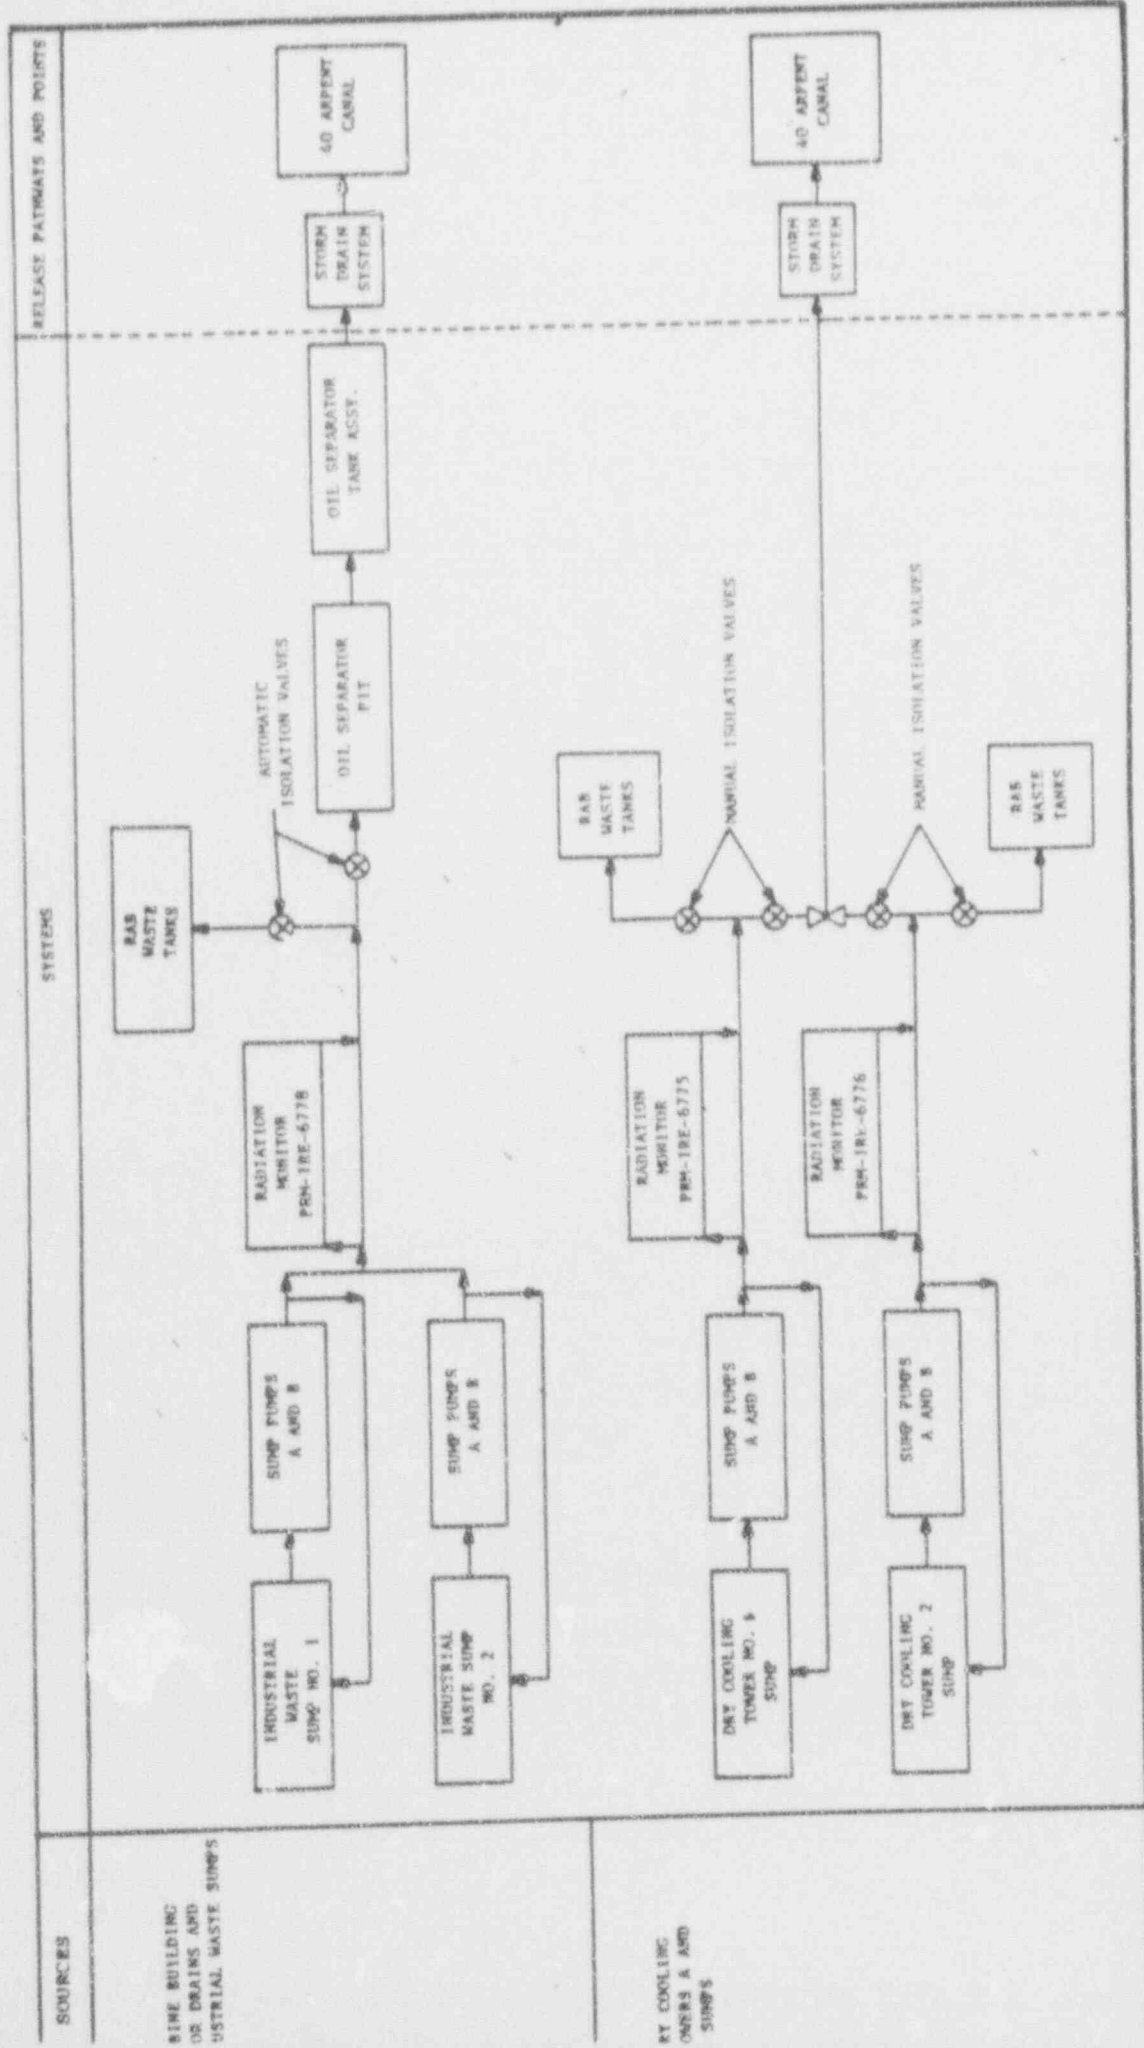 SOURCES
SYSTEMS
RELEASE PATHWAYS AND POINTS
BINE BUILDING
OR DRAINS AND
USTRIAL WASTE SUMPS
INDUSTRIAL
WASTE
SUMP NO. 1
SUMP PUMPS
A AND B
INDUSTRIAL
WASTE SUMP
NO. 2
SUMP PUMPS
A AND B
RADIATION
MONITOR
PRM-IRE-6778
RAB
WASTE
TANKS
AUTOMATIC
ISOLATION VALVES
OIL SEPARATOR
PIT
OIL SEPARATOR
TANK ASSY.
STORM
DRAIN
SYSTEM
40 ARPENT
CANAL
RY COOLING
OWERS A AND
SUMPS
DRY COOLING
TOWER NO. 1
SUMP
SUMP PUMPS
A AND B
DRY COOLING
TOWER NO. 2
SUMP
SUMP PUMPS
A AND B
RADIATION
MONITOR
PRM-IRE-6775
RADIATION
MONITOR
PRM-IRE-6776
RAB
WASTE
TANKS
MANUAL ISOLATION VALVES
MANUAL ISOLATION VALVES
RAB
WASTE
TANKS
STORM
DRAIN
SYSTEM
40 ARPENT
CANAL